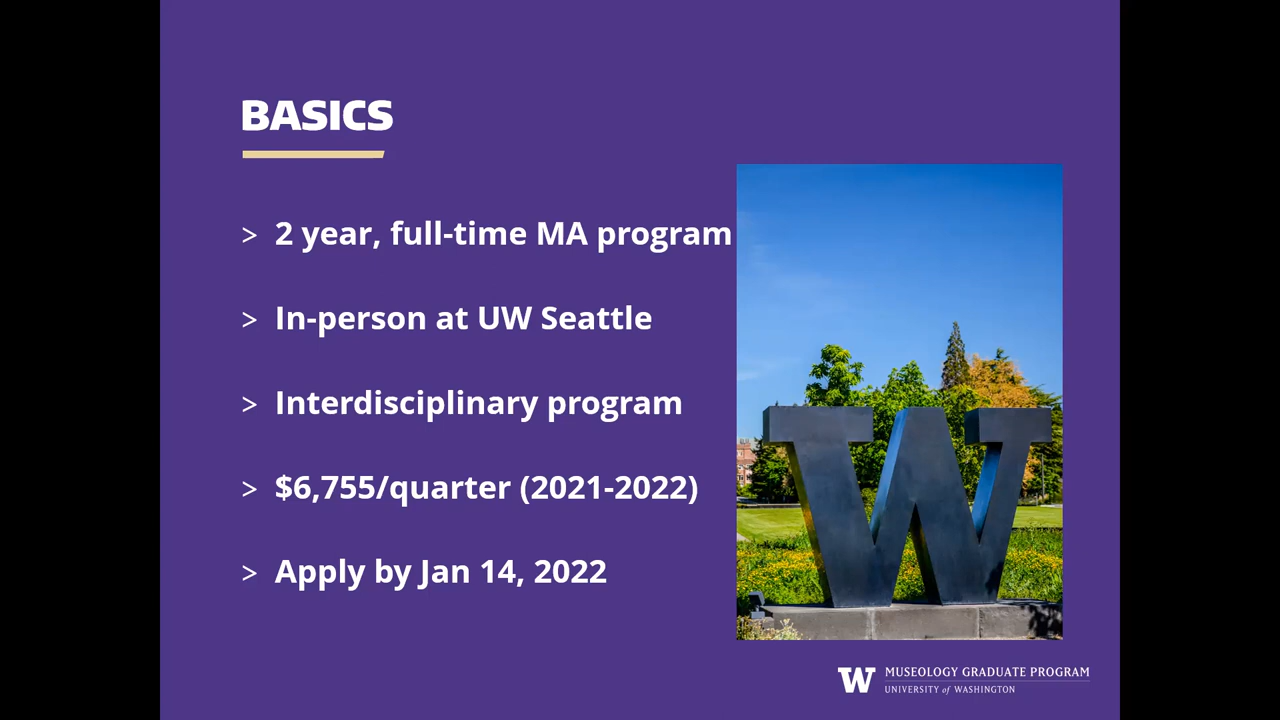 BASICS
> 2 year, full-time MA program
> In-person at UW Seattle
> Interdisciplinary program
> $6,755/quarter (2021-2022)
> Apply by Jan 14, 2022
W
W MUSEOLOGY GRADUATE PROGRAM
UNIVERSITY of WASHINGTON